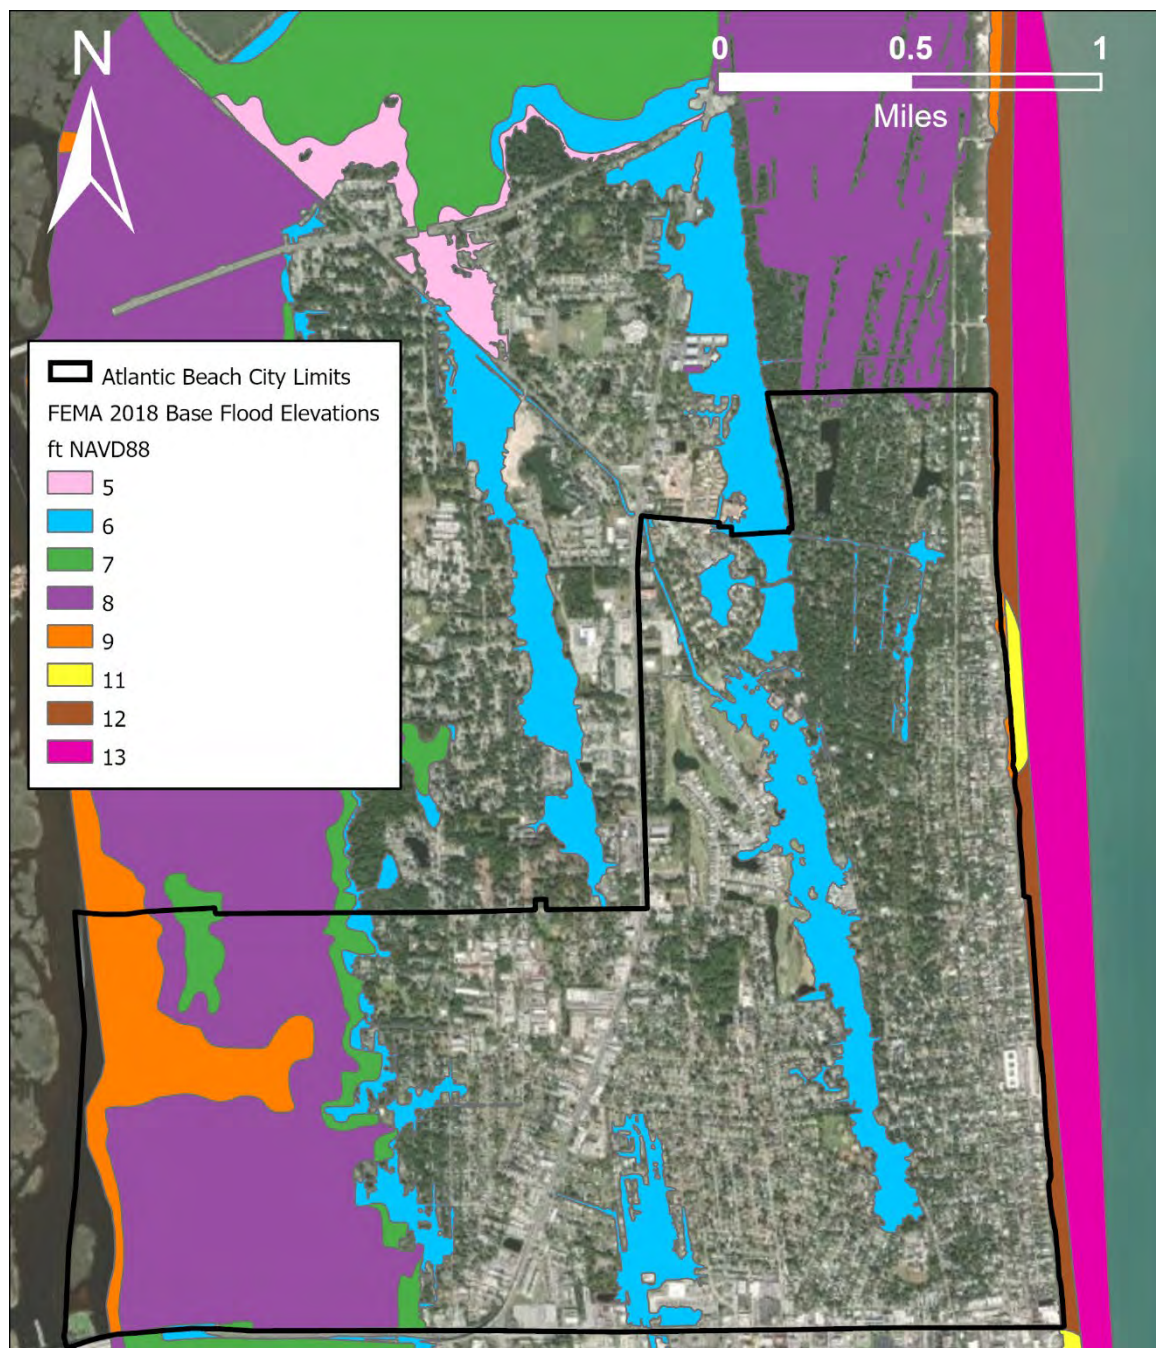 N
0 0.5 1
Miles
Atlantic Beach City Limits
FEMA 2018 Base Flood Elevations
ft NAVD88
5
6
7
8
9
11
12
13